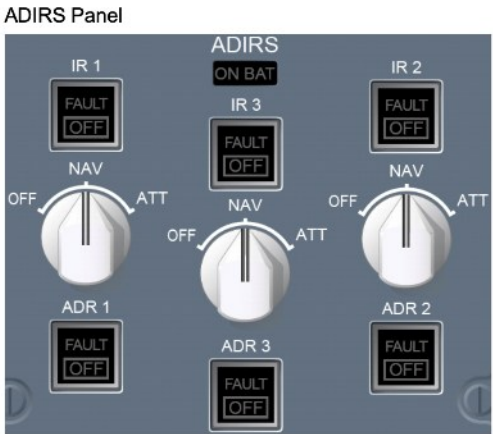 ADIRS Panel
ADIRS
ON BAT
IR 1
FAULT
OFF
IR 3
FAULT
OFF
IR 2
FAULT
OFF
OFF NAV ATT
OFF NAV ATT
OFF NAV ATT
ADR 1
FAULT
OFF
ADR 3
FAULT
OFF
ADR 2
FAULT
OFF